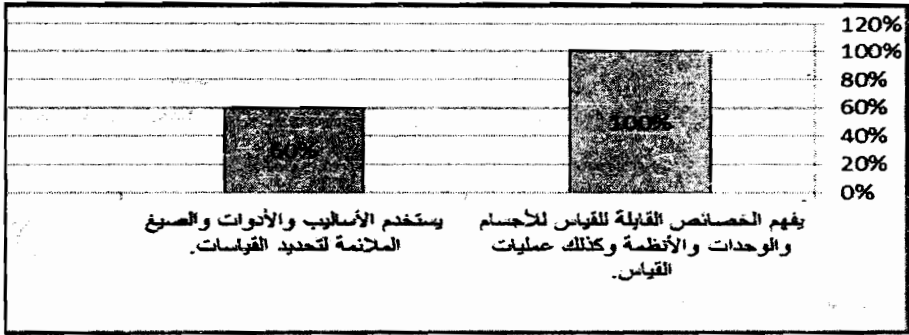 120%
100%
80%
60%
40%
20%
0%
100%
60%
يفهم الخصائص القابلة للقياس للأجسام
والوحدات والأنظمة وكذلك عمليات
القياس.
يستخدم الأساليب والأدوات والصيغ
الملائمة لتحديد القياسات.